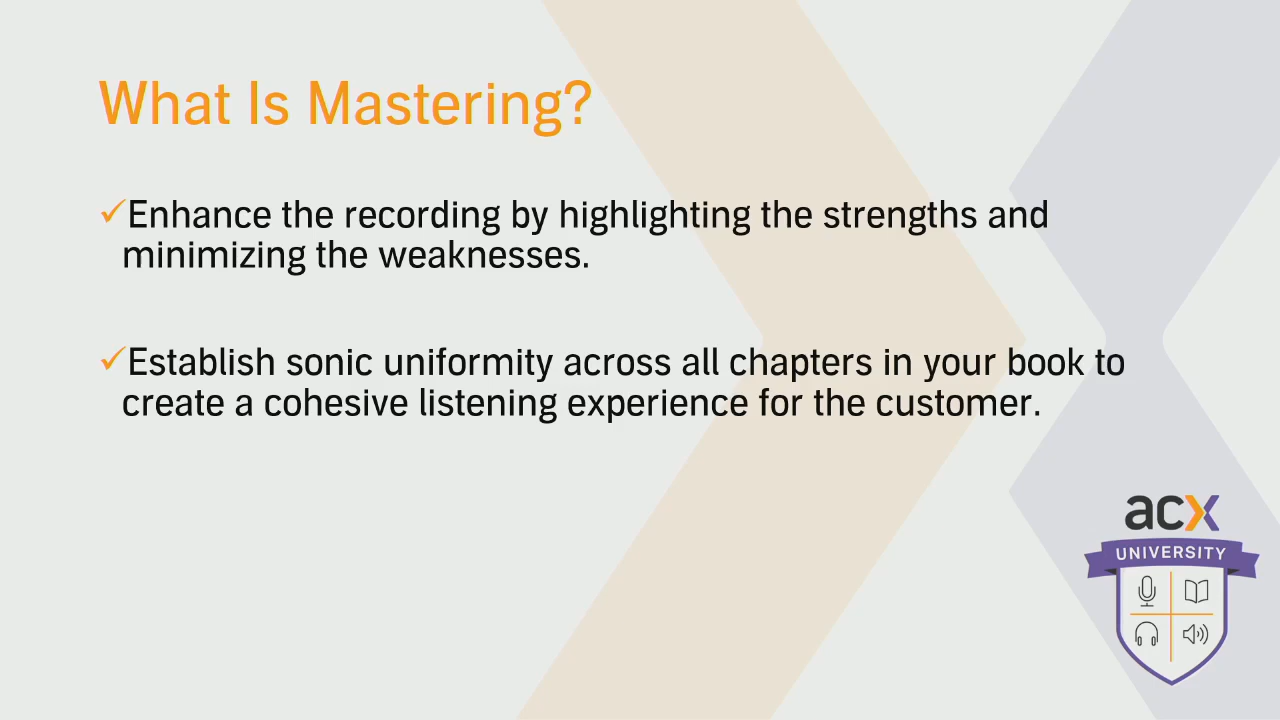 What Is Mastering?
✓Enhance the recording by highlighting the strengths and
minimizing the weaknesses.
✓Establish sonic uniformity across all chapters in your book to
create a cohesive listening experience for the customer.
acx
UNIVERSITY